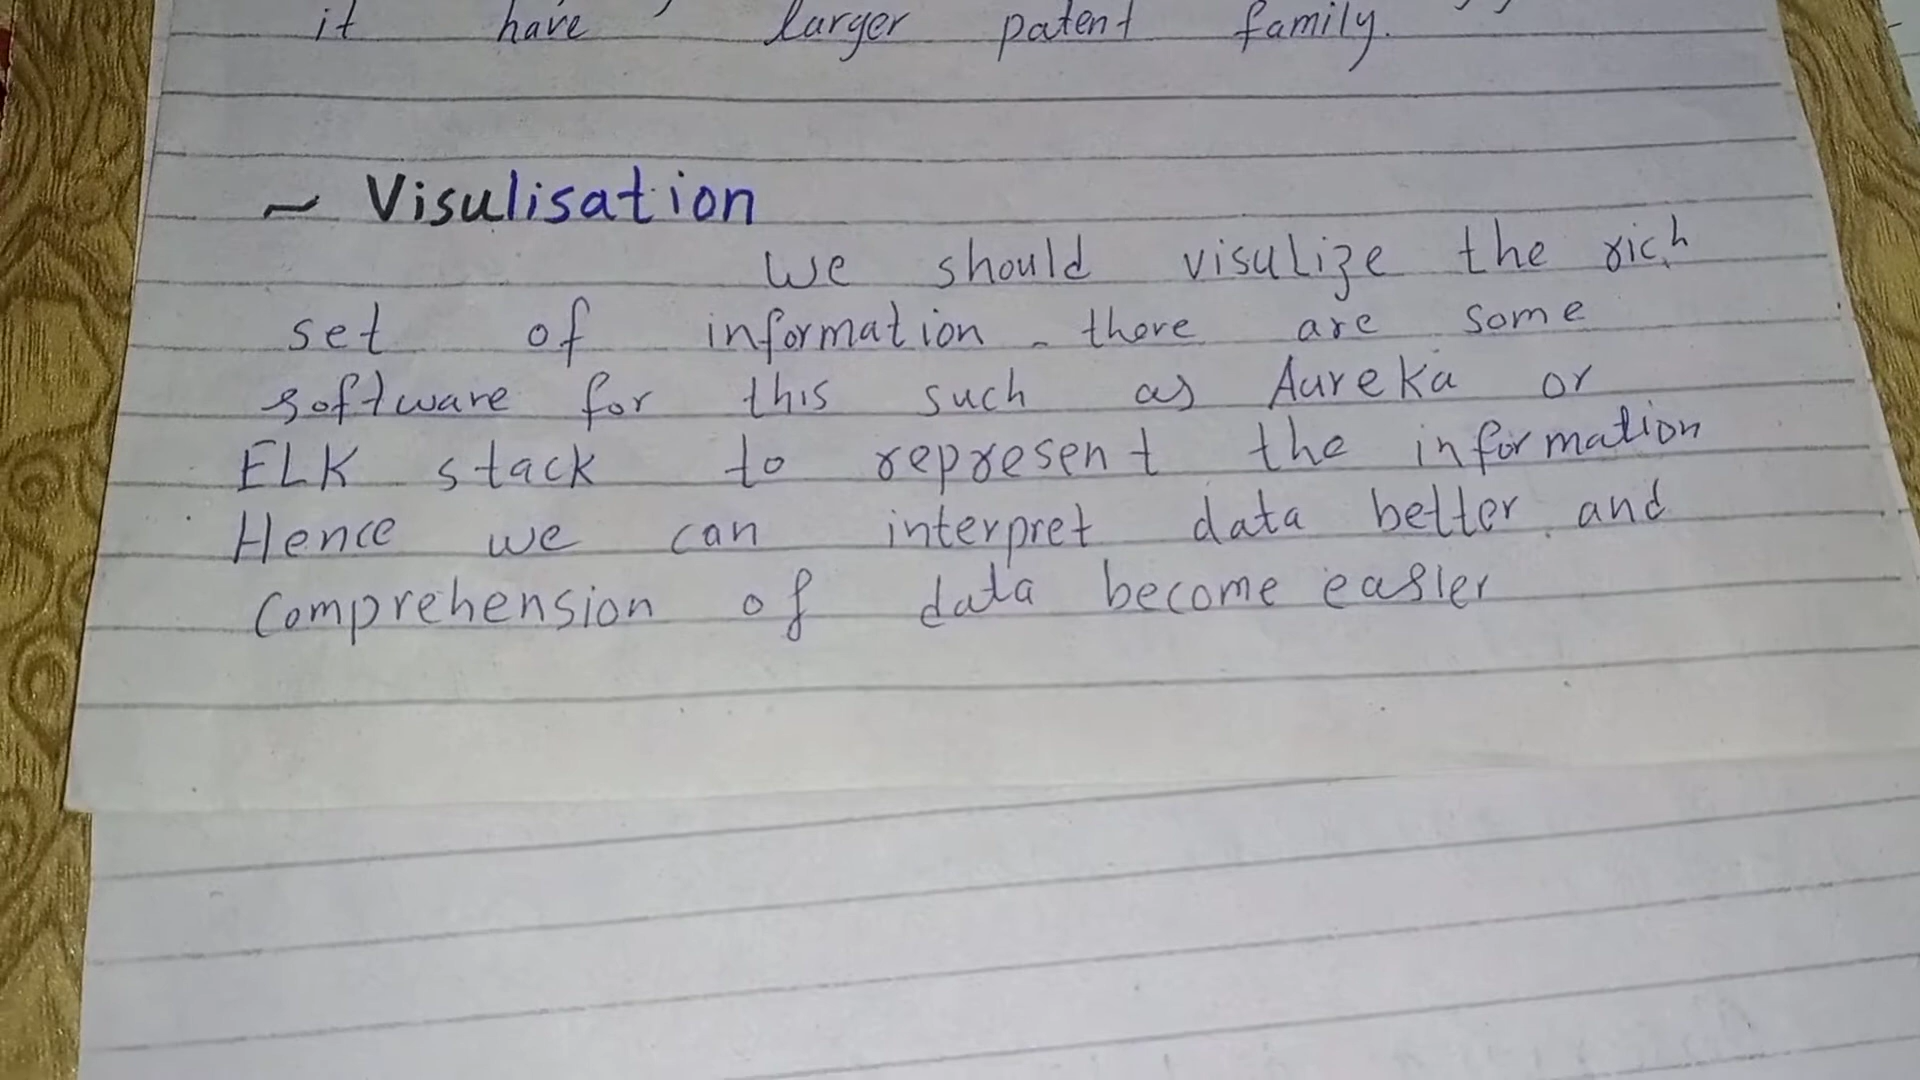 it have larger patent family.
~ Visulisation
we should visulize the rich
set of information. there are some
software for this such as Aureka or
ELK stack to represent the information
Hence we can interpret data better and
Comprehension of data become easier